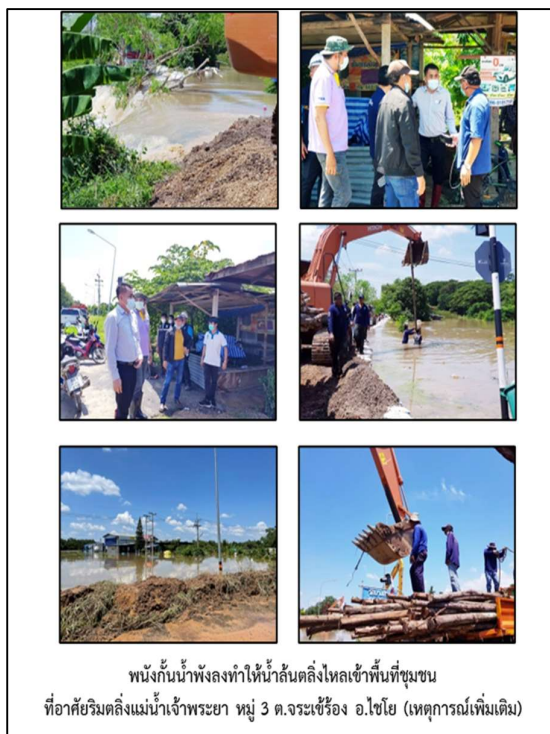 พนังกั้นน้ำพังลงทำให้น้ำล้นตลิ่งไหลเข้าพื้นที่ชุมชน
ที่อาศัยริมตลิ่งแม่น้ำเจ้าพระยา หมู่ 3 ต.จระเข้ร้อง อ.ไชโย (เหตุการณ์เพิ่มเติม)